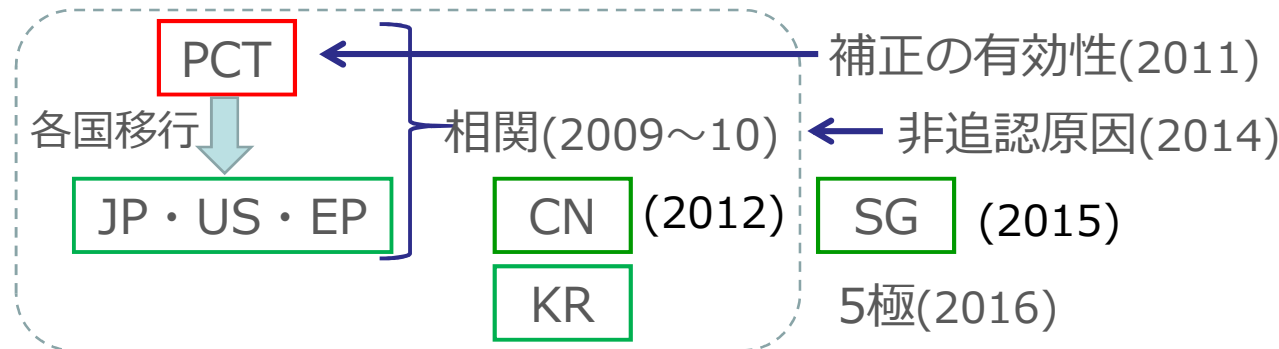 PCT
補正の有効性(2011)
各国移行
相関(2009～10)
非追認原因(2014)
JP・US・EP
CN
(2012)
SG
(2015)
KR
5極(2016)